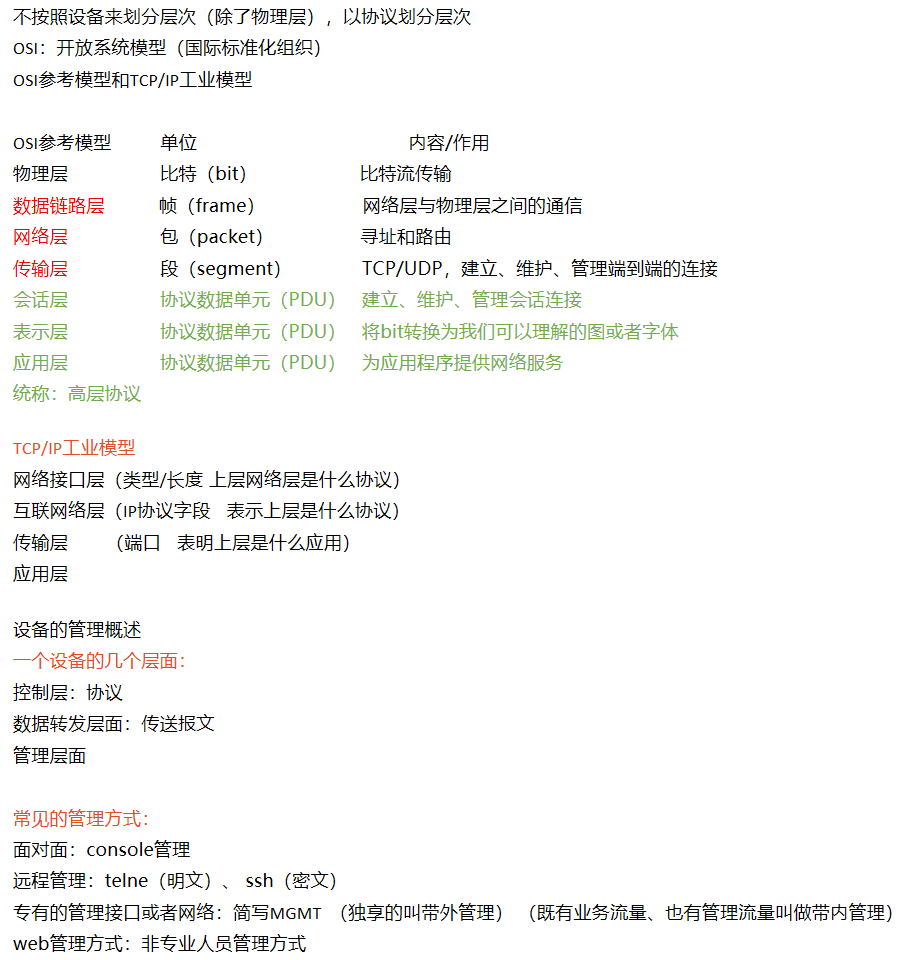 不按照设备来划分层次（除了物理层），以协议划分层次
OSI：开放系统模型（国际标准化组织）
OSI参考模型和TCP/IP工业模型
OSI参考模型 单位 内容/作用
物理层 比特（bit） 比特流传输
数据链路层 帧（frame） 网络层与物理层之间的通信
网络层 包（packet） 寻址和路由
传输层 段（segment） TCP/UDP，建立、维护、管理端到端的连接
会话层 协议数据单元（PDU） 建立、维护、管理会话连接
表示层 协议数据单元（PDU） 将bit转换为我们可以理解的图或者字体
应用层 协议数据单元（PDU） 为应用程序提供网络服务
统称：高层协议
TCP/IP工业模型
网络接口层（类型/长度 上层网络层是什么协议）
互联网络层（IP协议字段 表示上层是什么协议）
传输层 （端口 表明上层是什么应用）
应用层
设备的管理概述
一个设备的几个层面：
控制层：协议
数据转发层面：传送报文
管理层面
常见的管理方式：
面对面：console管理
远程管理：telne（明文）、 ssh（密文）
专有的管理接口或者网络：简写MGMT （独享的叫带外管理） （既有业务流量、也有管理流量叫做带内管理）
web管理方式：非专业人员管理方式